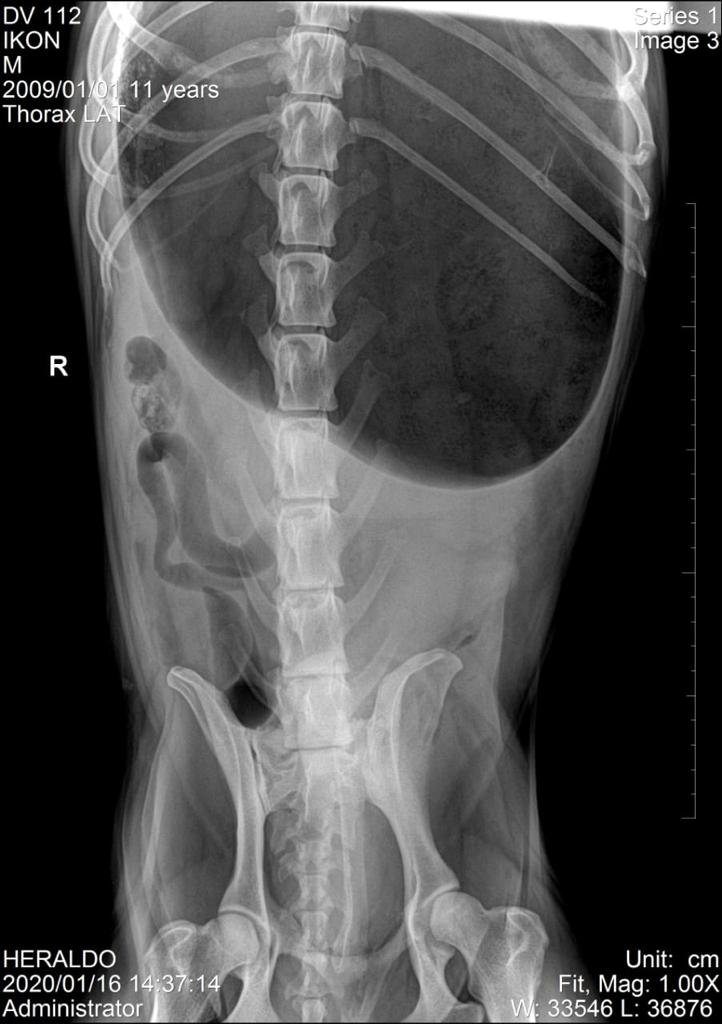 DV 112
IKON
M
2009/01/01 11 years
Thorax LAT
Series 1
Image 3
R
HERALDO
2020/01/16 14:37:14
Administrator
Unit: cm
Fit, Mag: 1.00X
W: 33546 L: 36876